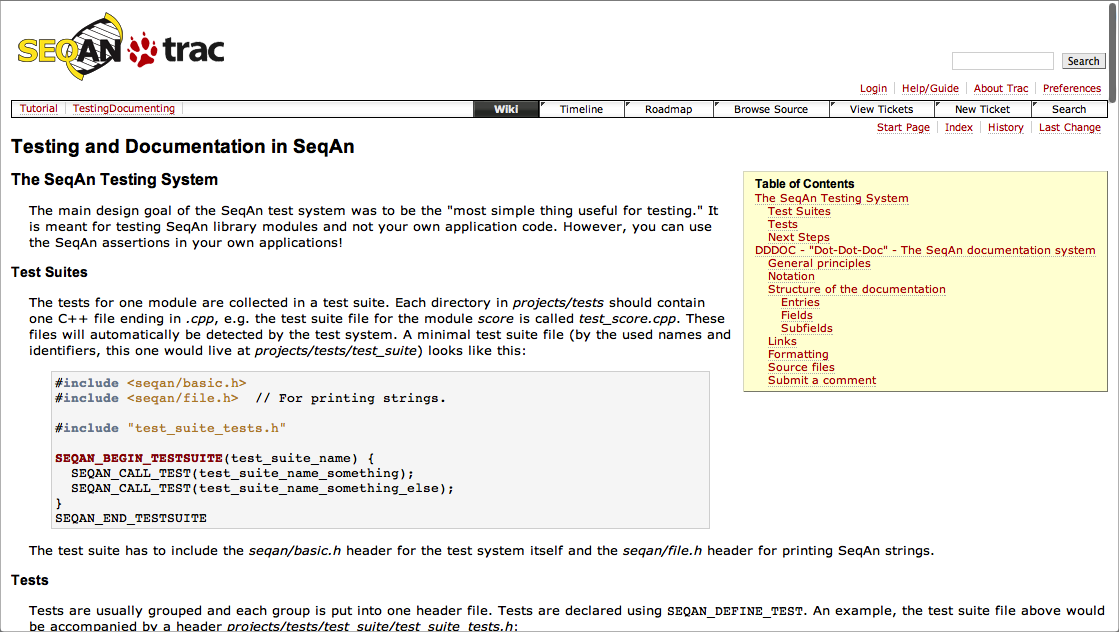 SEQAN trac
Search
Login Help/Guide About Trac Preferences
Tutorial TestingDocumenting Wiki Timeline Roadmap Browse Source View Tickets New Ticket Search
Start Page Index History Last Change
Testing and Documentation in SeqAn
The SeqAn Testing System
The main design goal of the SeqAn test system was to be the "most simple thing useful for testing." It
is meant for testing SeqAn library modules and not your own application code. However, you can use
the SeqAn assertions in your own applications!
Test Suites
The tests for one module are collected in a test suite. Each directory in projects/tests should contain
one C++ file ending in .cpp, e.g. the test suite file for the module score is called test_score.cpp. These
files will automatically be detected by the test system. A minimal test suite file (by the used names and
identifiers, this one would live at projects/tests/test_suite) looks like this:
#include <seqan/basic.h>
#include <seqan/file.h>  // For printing strings.
#include "test_suite_tests.h"
SEQAN_BEGIN_TESTSUITE(test_suite_name) {
  SEQAN_CALL_TEST(test_suite_name_something);
  SEQAN_CALL_TEST(test_suite_name_something_else);
}
SEQAN_END_TESTSUITE
Table of Contents
The SeqAn Testing System
Test Suites
Tests
Next Steps
DDDOC - "Dot-Dot-Doc" - The SeqAn documentation system
General principles
Notation
Structure of the documentation
Entries
Fields
Subfields
Links
Formatting
Source files
Submit a comment
The test suite has to include the seqan/basic.h header for the test system itself and the seqan/file.h header for printing SeqAn strings.
Tests
Tests are usually grouped and each group is put into one header file. Tests are declared using SEQAN_DEFINE_TEST. An example, the test suite file above would
be accompanied by a header projects/tests/test_suite/test_suite_tests.h: